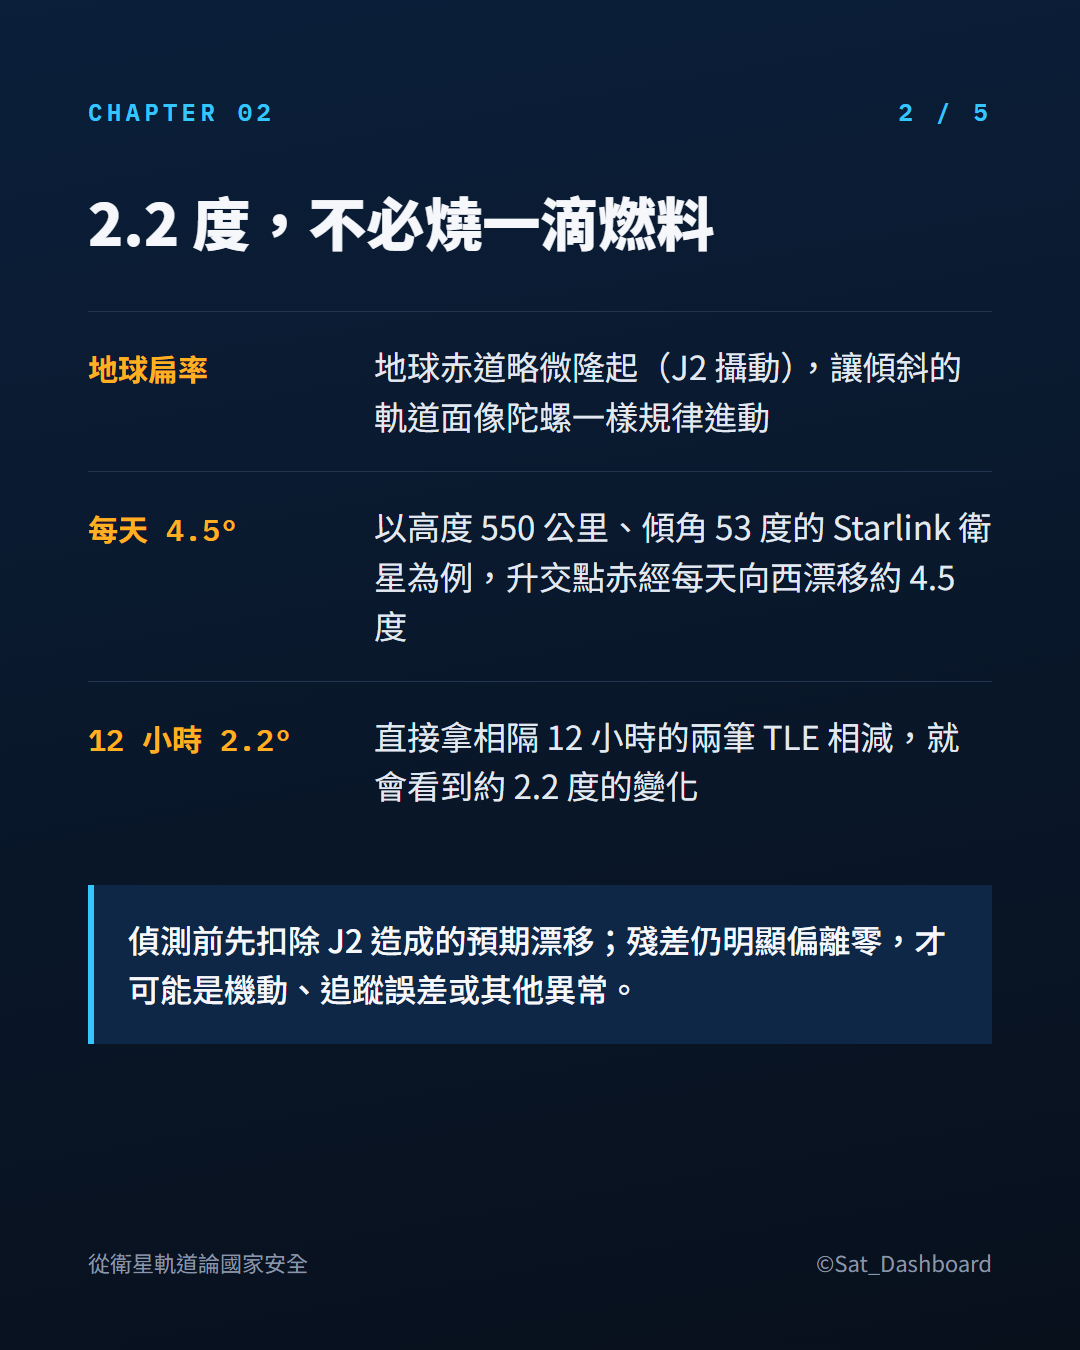 CHAPTER 02
2 / 5
2.2 度，不必燒一滴燃料
地球扁率
地球赤道略微隆起（J2 攝動），讓傾斜的
軌道面像陀螺一樣規律進動
每天 4.5°
以高度 550 公里、傾角 53 度的 Starlink 衛
星為例，升交點赤經每天向西漂移約 4.5
度
12 小時 2.2°
直接拿相隔 12 小時的兩筆 TLE 相減，就
會看到約 2.2 度的變化
偵測前先扣除 J2 造成的預期漂移；殘差仍明顯偏離零，才
可能是機動、追蹤誤差或其他異常。
從衛星軌道論國家安全
©Sat_Dashboard